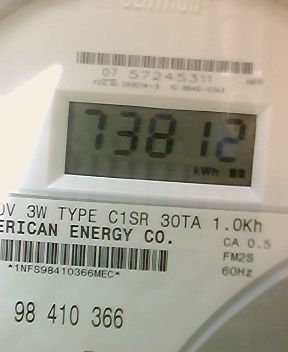 CENTRON
07 57245311
73812
kWh
0V 3W TYPE C1SR 30TA 1.0Kh
ERICAN ENERGY CO.
CA 0.5
FM2S
*1NFS98410366MEC*
60Hz
98 410 366